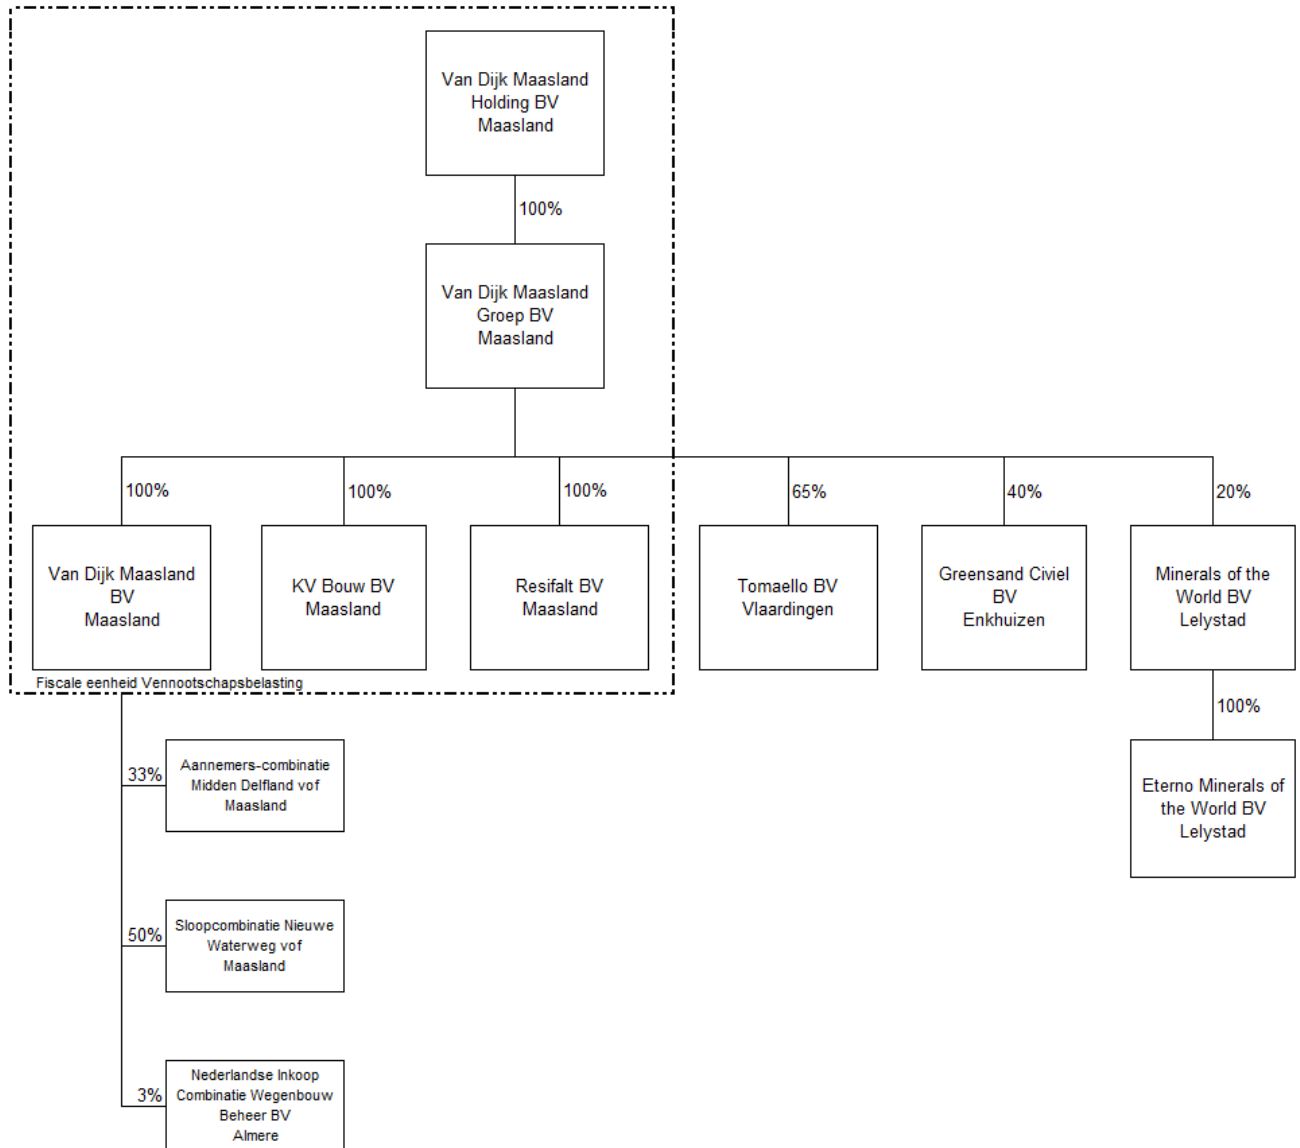 Van Dijk Maasland
Holding BV
Maasland
100%
Van Dijk Maasland
Groep BV
Maasland
100%
100%
100%
65%
40%
20%
Van Dijk Maasland
BV
Maasland
KV Bouw BV
Maasland
Resifalt BV
Maasland
Tomaello BV
Vlaardingen
Greensand Civiel
BV
Enkhuizen
Minerals of the
World BV
Lelystad
Fiscale eenheid Vennootschapsbelasting
100%
33%
Aannemers-combinatie
Midden Delfland vof
Maasland
Eterno Minerals of
the World BV
Lelystad
50%
Sloopcombinatie Nieuwe
Waterweg vof
Maasland
3%
Nederlandse Inkoop
Combinatie Wegenbouw
Beheer BV
Almere